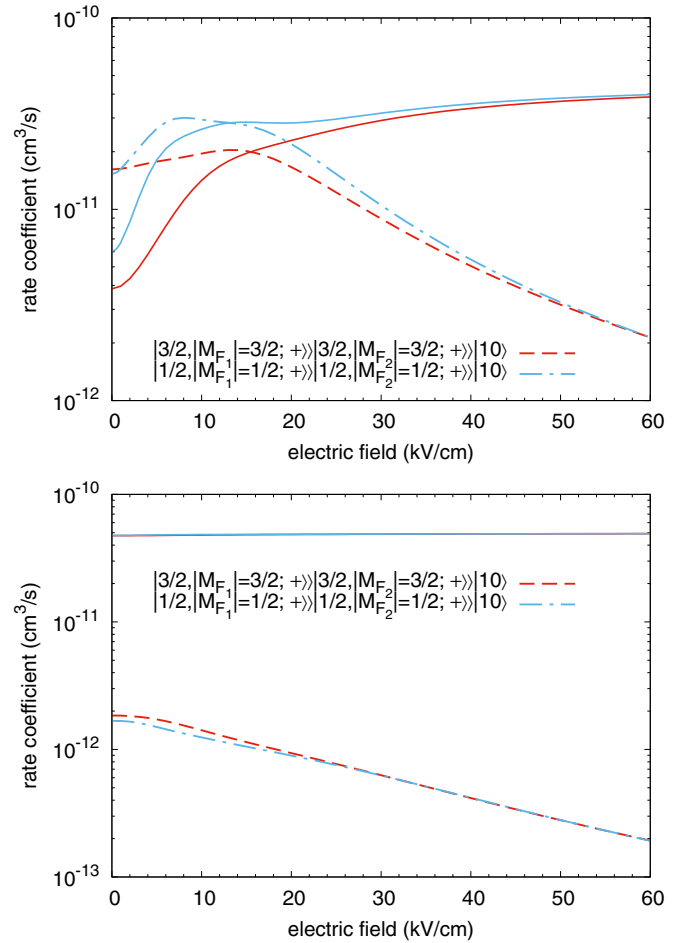 10⁻¹⁰
10⁻¹¹
10⁻¹²
rate coefficient (cm³/s)
|3/2,|M_F₁|=3/2; +⟩⟩|3/2,|M_F₂|=3/2; +⟩⟩|10⟩
|1/2,|M_F₁|=1/2; +⟩⟩|1/2,|M_F₂|=1/2; +⟩⟩|10⟩
0 10 20 30 40 50 60
electric field (kV/cm)
10⁻¹⁰
10⁻¹¹
10⁻¹²
10⁻¹³
rate coefficient (cm³/s)
|3/2,|M_F₁|=3/2; +⟩⟩|3/2,|M_F₂|=3/2; +⟩⟩|10⟩
|1/2,|M_F₁|=1/2; +⟩⟩|1/2,|M_F₂|=1/2; +⟩⟩|10⟩
0 10 20 30 40 50 60
electric field (kV/cm)